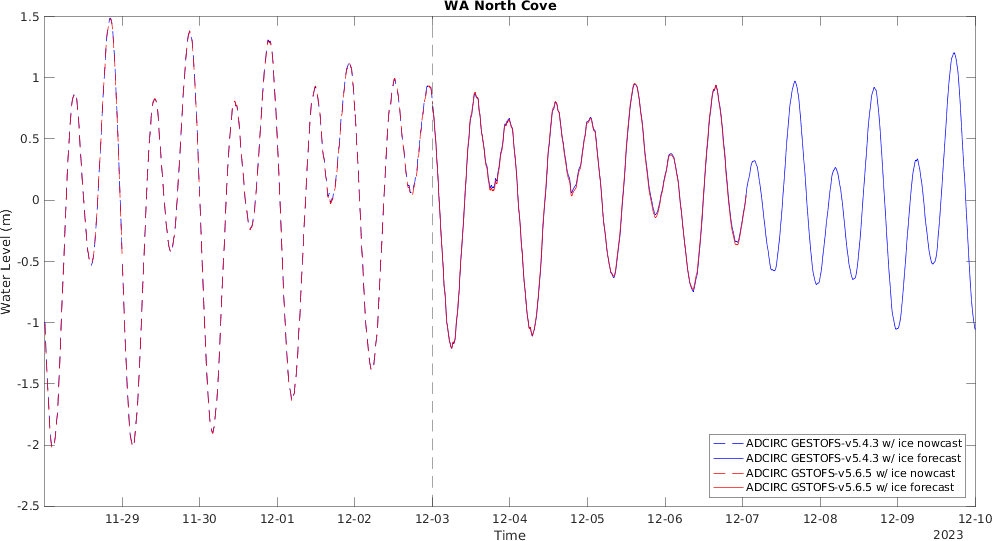 WA North Cove
1.5
1
0.5
0
-0.5
-1
-1.5
-2
-2.5
Water Level (m)
11-29 11-30 12-01 12-02 12-03 12-04 12-05 12-06 12-07 12-08 12-09 12-10
Time
2023
ADCIRC GESTOFS-v5.4.3 w/ ice nowcast
ADCIRC GESTOFS-v5.4.3 w/ ice forecast
ADCIRC GSTOFS-v5.6.5 w/ ice nowcast
ADCIRC GSTOFS-v5.6.5 w/ ice forecast